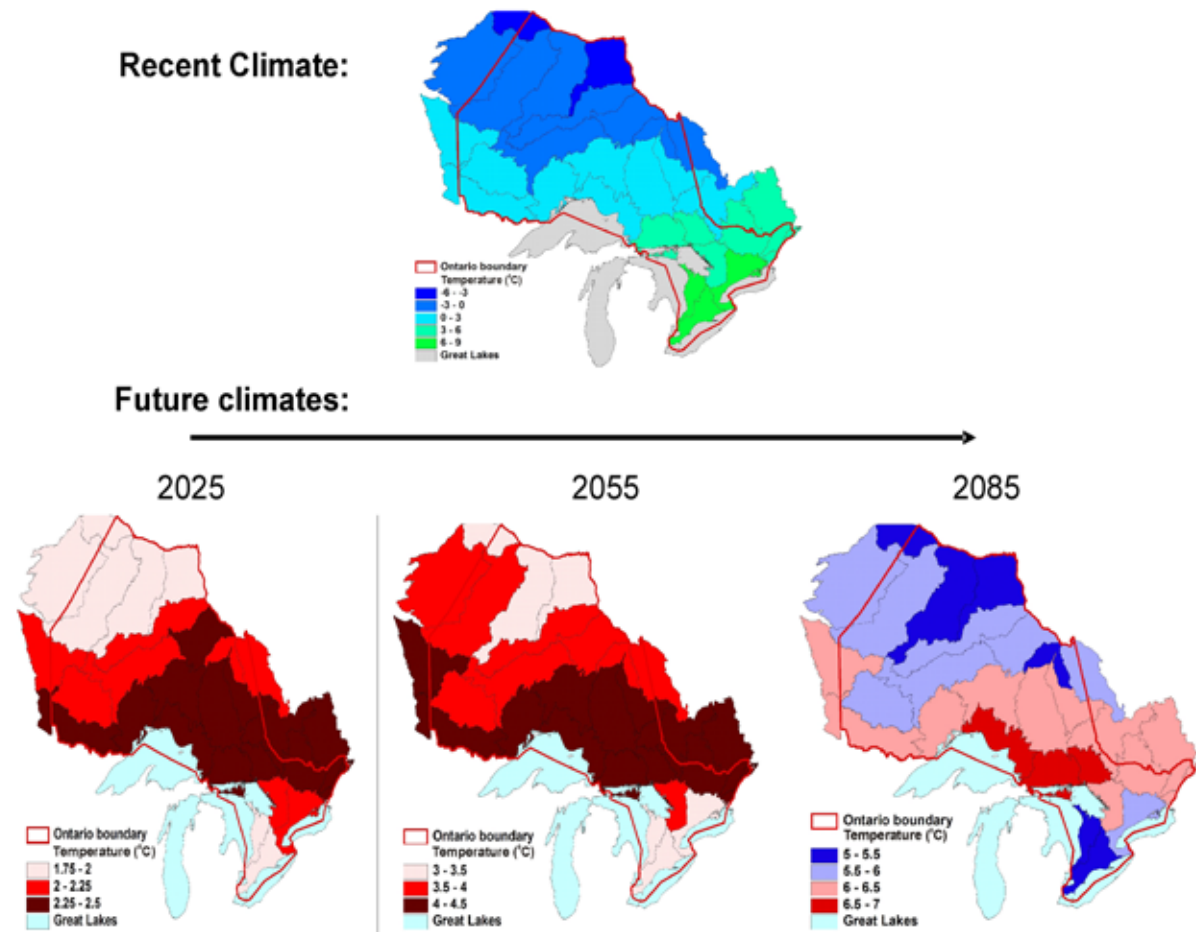 Recent Climate:
Ontario boundary
Temperature (°C)
-6 - -3
-3 - 0
0 - 3
3 - 6
6 - 9
Great Lakes
Future climates:
2025
2055
2085
Ontario boundary
Temperature (°C)
1.75 - 2
2 - 2.25
2.25 - 2.5
Great Lakes
Ontario boundary
Temperature (°C)
3 - 3.5
3.5 - 4
4 - 4.5
Great Lakes
Ontario boundary
Temperature (°C)
5 - 5.5
5.5 - 6
6 - 6.5
6.5 - 7
Great Lakes